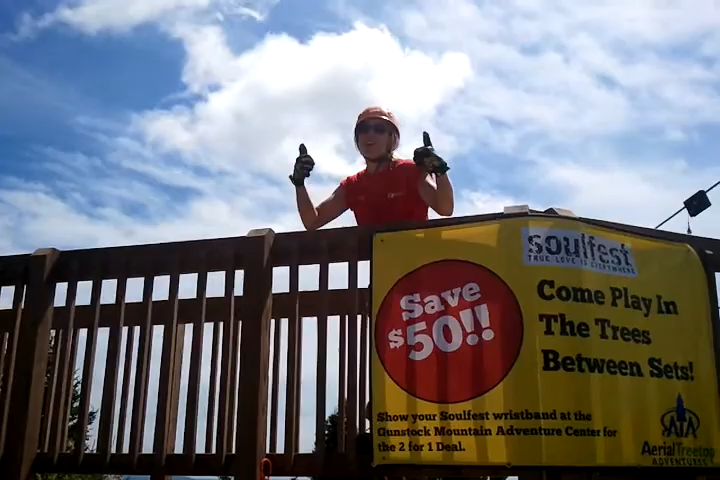 soulfest
TRUE LOVE IS EVERYWHERE
Save
$50!!
Come Play In
The Trees
Between Sets!
Show your Soulfest wristband at the
Gunstock Mountain Adventure Center for
the 2 for 1 Deal.
ATA
AerialTreetop
ADVENTURES